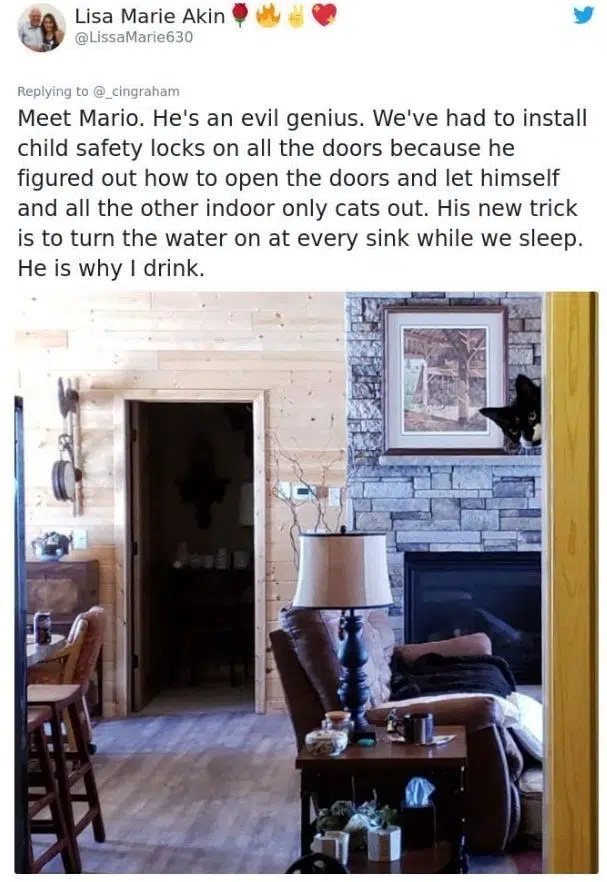 Lisa Marie Akin🌹🔥✌️💖
@LissaMarie630
Replying to @_cingraham
Meet Mario. He's an evil genius. We've had to install
child safety locks on all the doors because he
figured out how to open the doors and let himself
and all the other indoor only cats out. His new trick
is to turn the water on at every sink while we sleep.
He is why I drink.